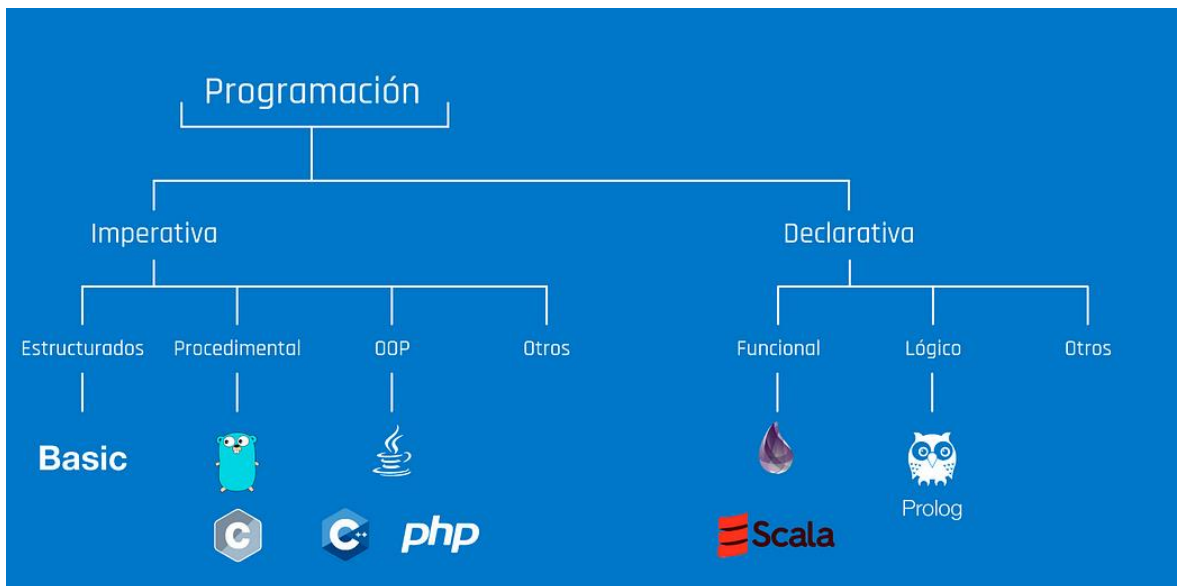 Programación
Imperativa
Declarativa
Estructurados
Procedimental
OOP
Otros
Funcional
Lógico
Otros
Basic
C
C++
php
Scala
Prolog